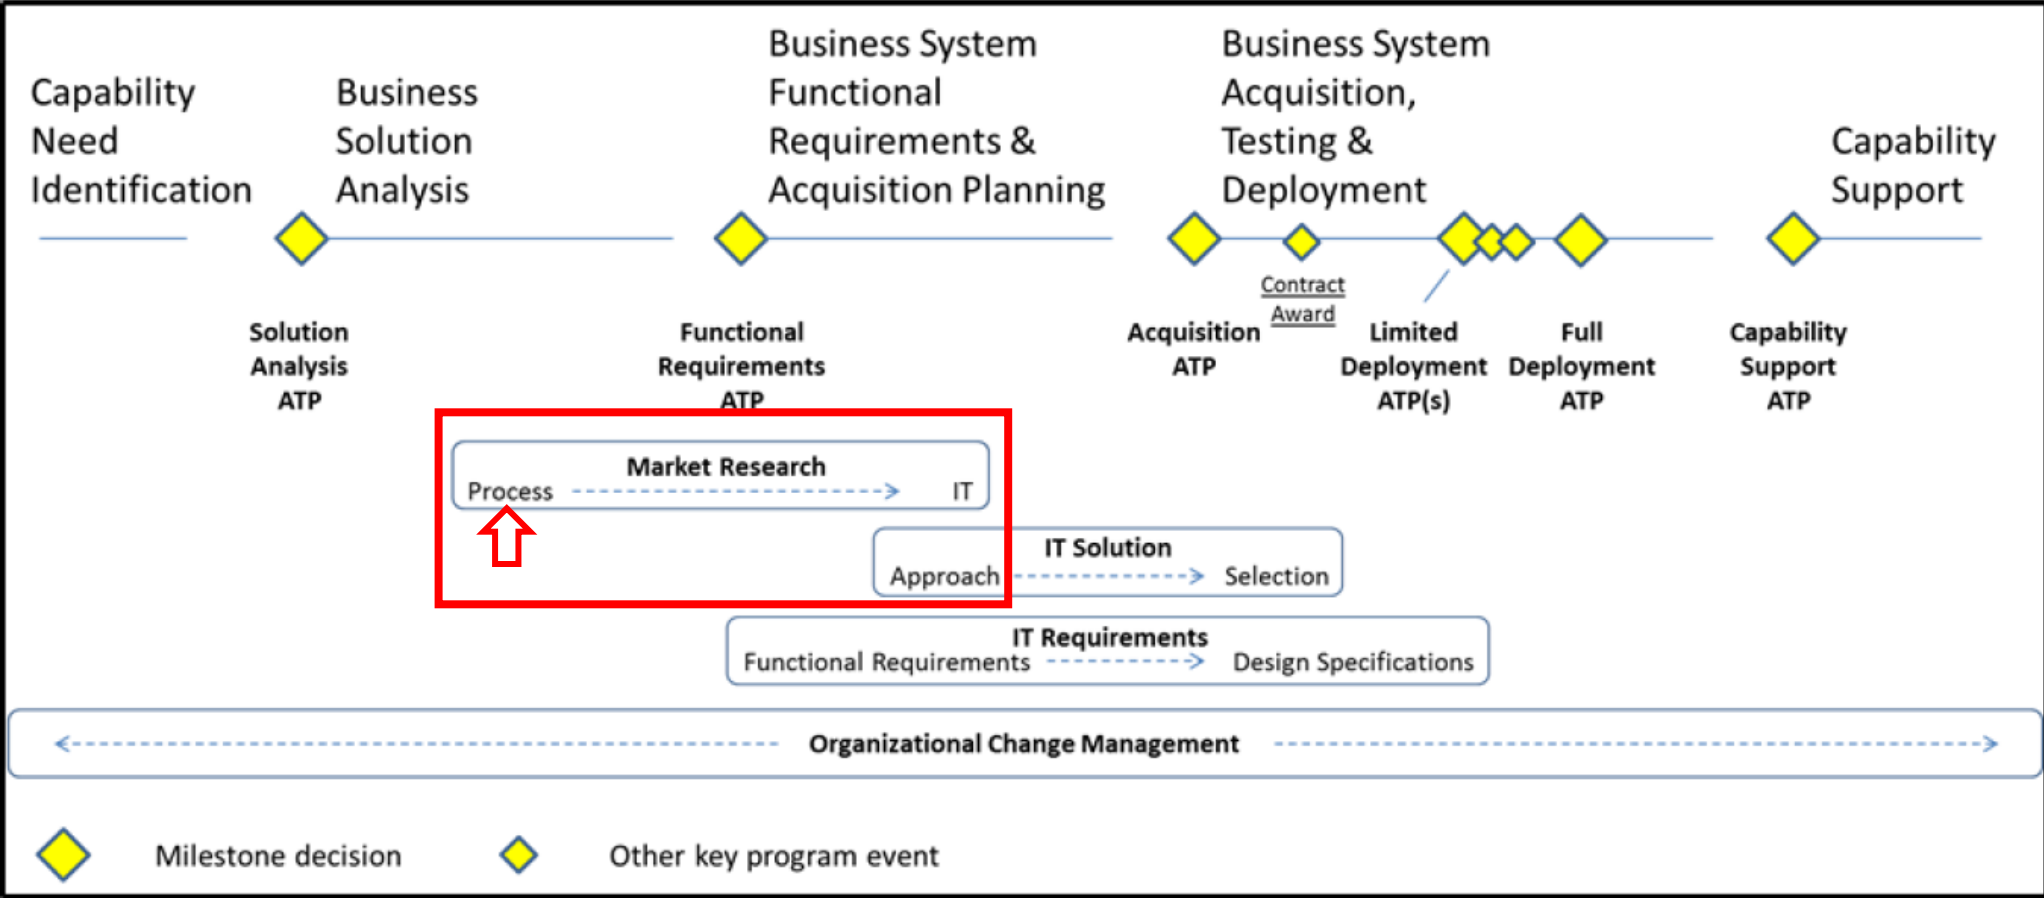 Capability
Need
Identification
Business
Solution
Analysis
Business System
Functional
Requirements &
Acquisition Planning
Business System
Acquisition,
Testing &
Deployment
Capability
Support
Solution
Analysis
ATP
Functional
Requirements
ATP
Acquisition
ATP
Contract
Award
Limited
Deployment
ATP(s)
Full
Deployment
ATP
Capability
Support
ATP
Market Research
Process IT
IT Solution
Approach Selection
IT Requirements
Functional Requirements Design Specifications
Organizational Change Management
Milestone decision Other key program event